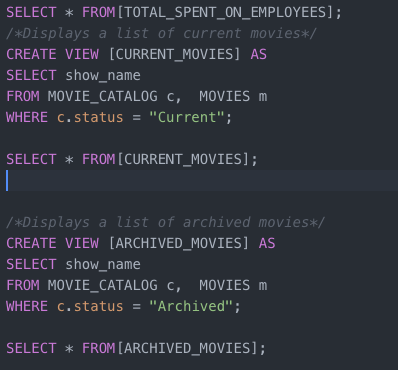 SELECT * FROM[TOTAL_SPENT_ON_EMPLOYEES];
/*Displays a list of current movies*/
CREATE VIEW [CURRENT_MOVIES] AS
SELECT show_name
FROM MOVIE_CATALOG c,  MOVIES m
WHERE c.status = "Current";
SELECT * FROM[CURRENT_MOVIES];
/*Displays a list of archived movies*/
CREATE VIEW [ARCHIVED_MOVIES] AS
SELECT show_name
FROM MOVIE_CATALOG c,  MOVIES m
WHERE c.status = "Archived";
SELECT * FROM[ARCHIVED_MOVIES];